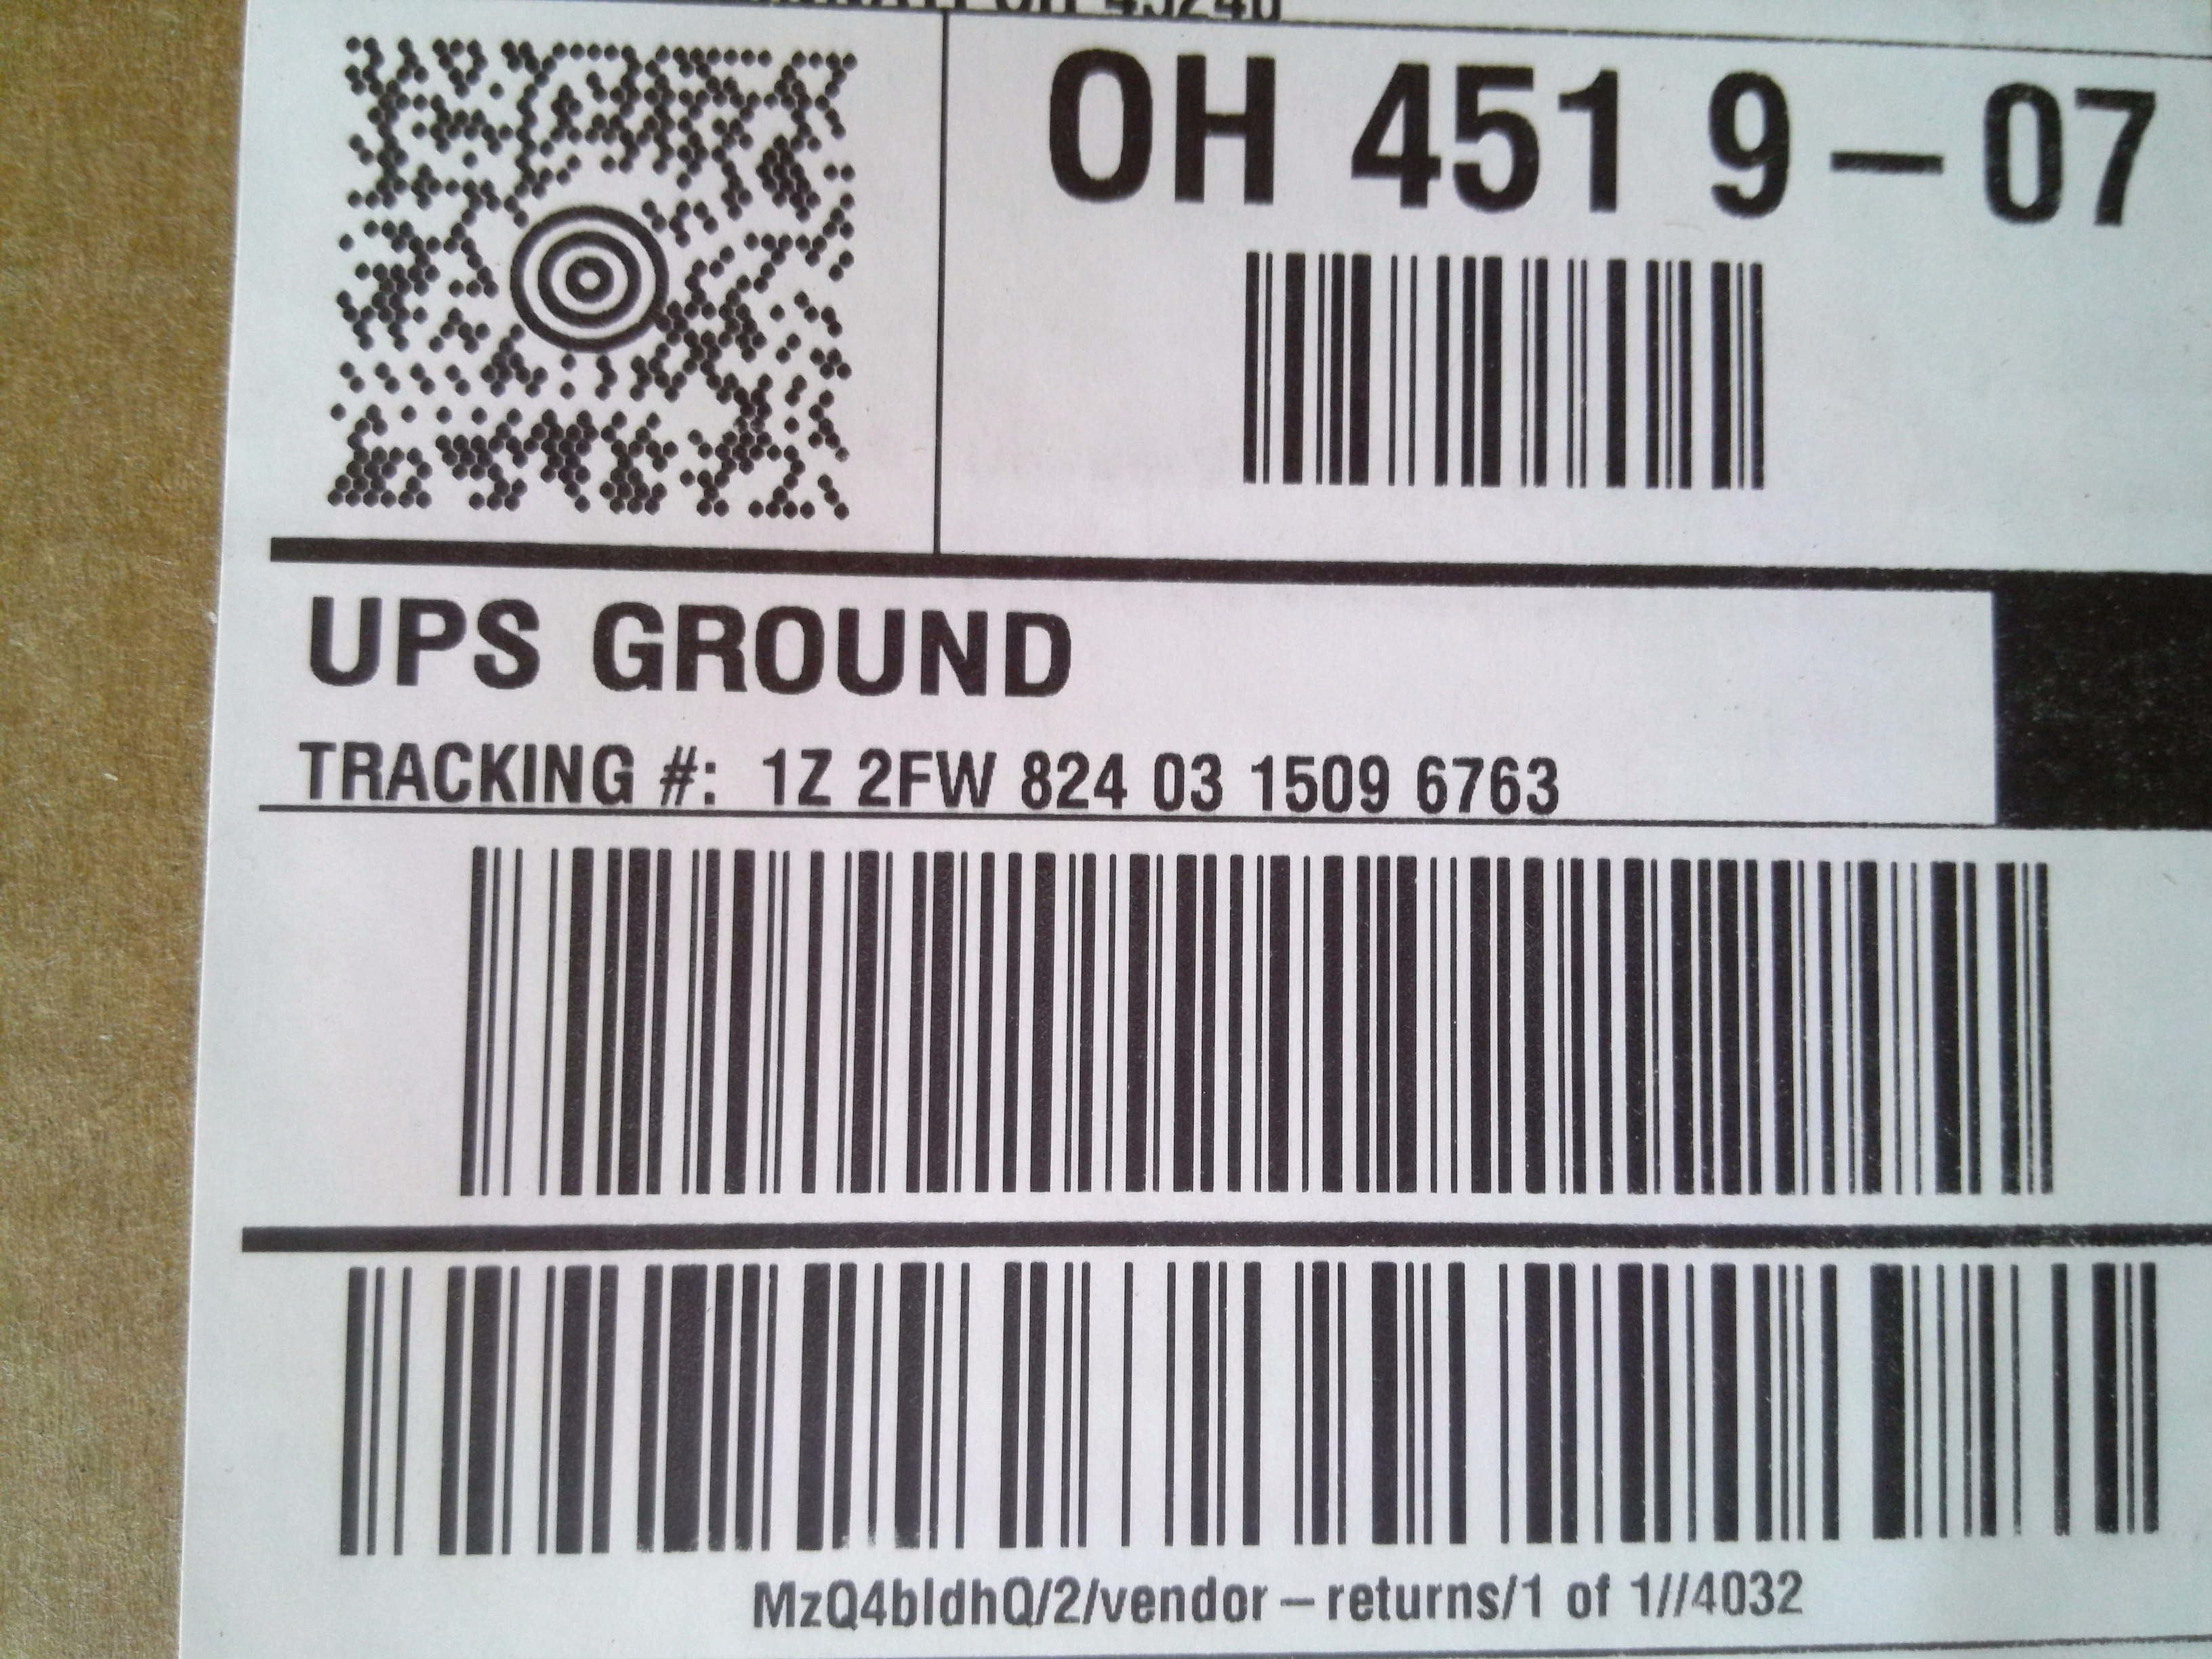 OH 451 9-07
UPS GROUND
TRACKING #: 1Z 2FW 824 03 1509 6763
MzQ4bldhQ/2/vendor-returns/1 of 1//4032